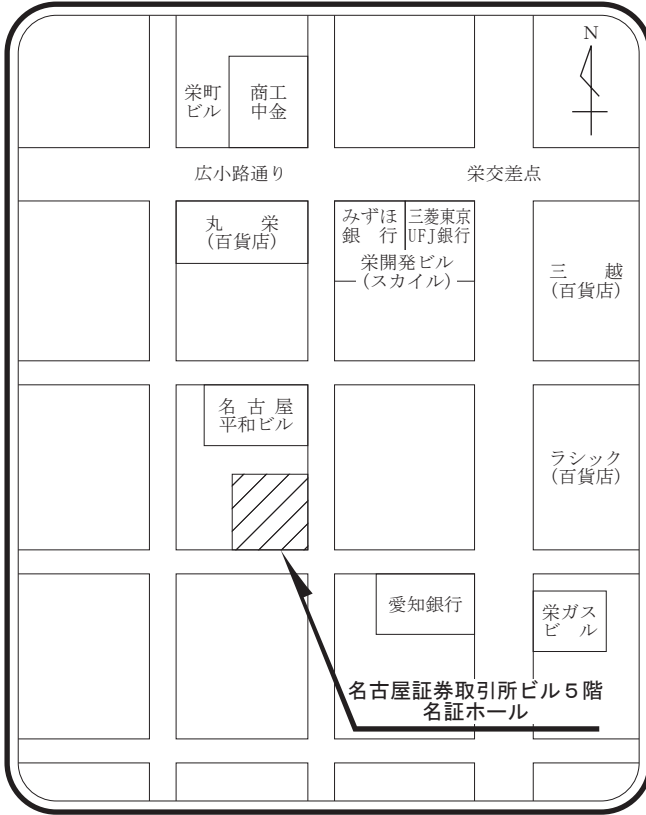 N
栄町
ビル
商工
中金
広小路通り
栄交差点
丸　栄
(百貨店)
みずほ
銀　行
三菱東京
UFJ銀行
栄開発ビル
(スカイル)
三　越
(百貨店)
名 古 屋
平和ビル
ラシック
(百貨店)
愛知銀行
栄ガス
ビ　ル
名古屋証券取引所ビル５階
名証ホール